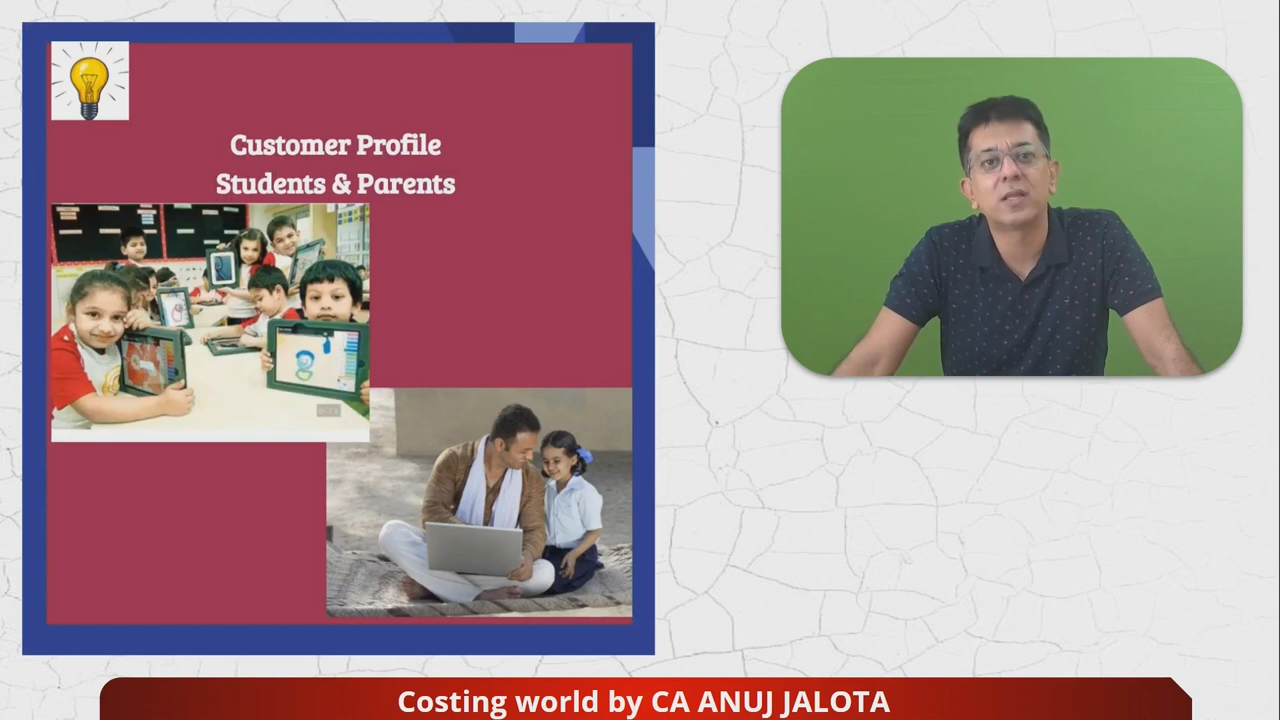 Customer Profile
Students & Parents
Costing world by CA ANUJ JALOTA